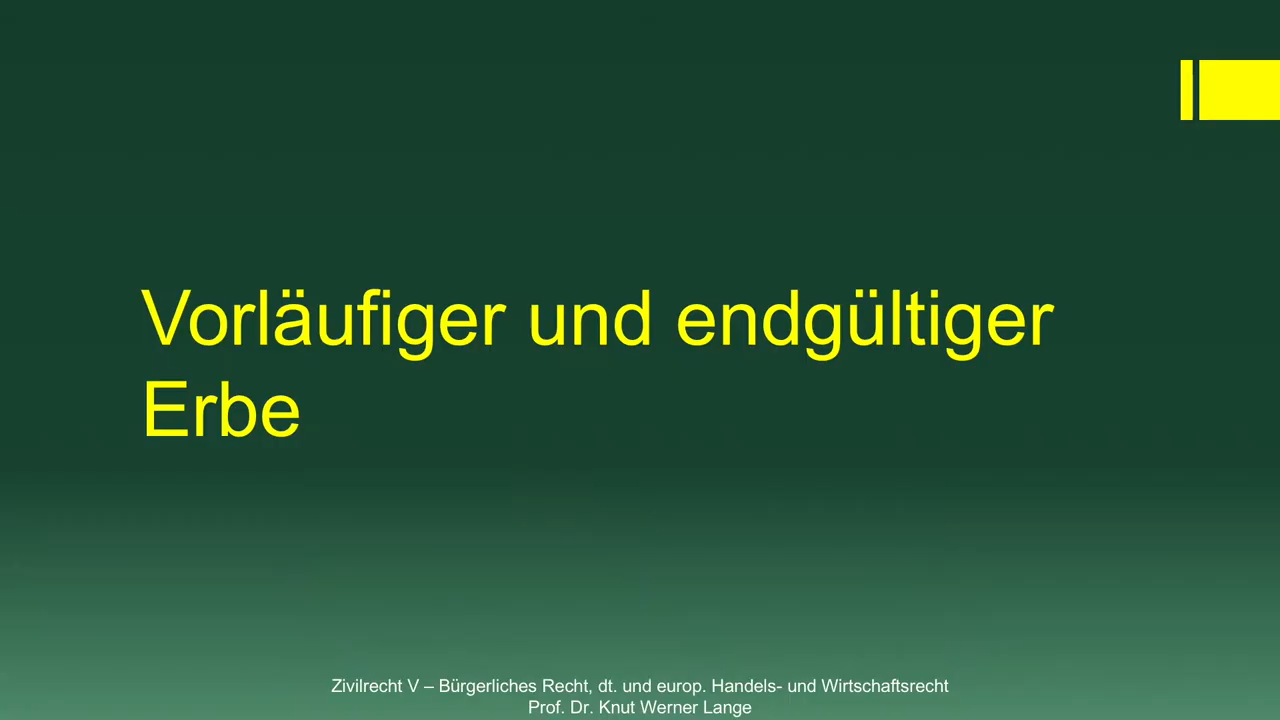 Vorläufiger und endgültiger
Erbe
Zivilrecht V – Bürgerliches Recht, dt. und europ. Handels- und Wirtschaftsrecht
Prof. Dr. Knut Werner Lange